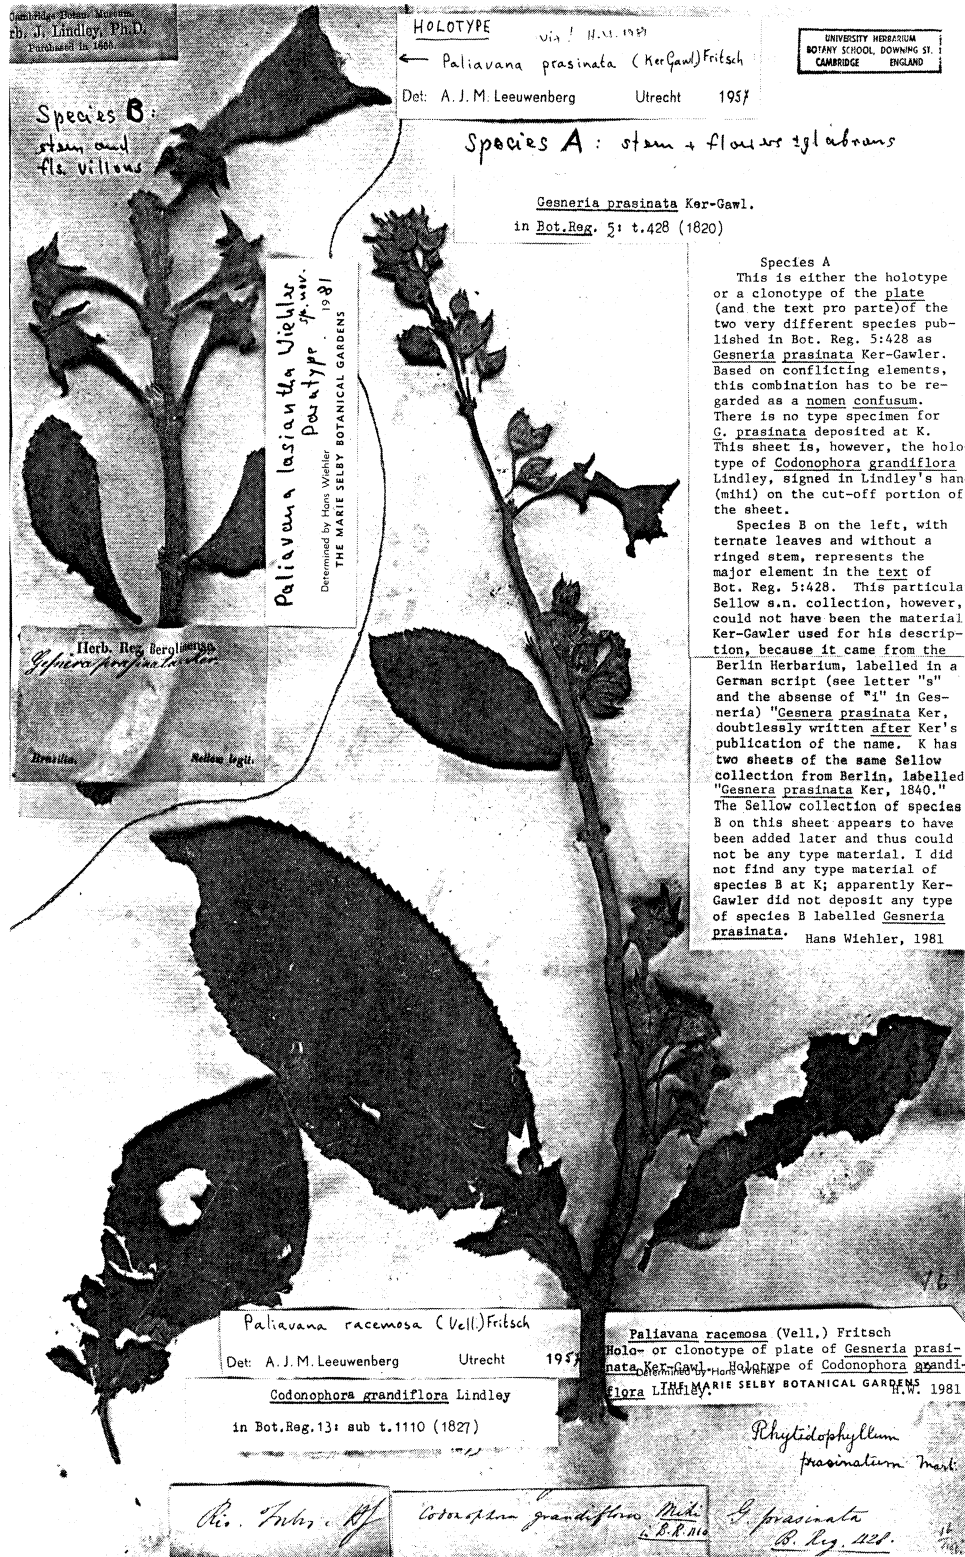 Cambridge Botan. Museum.
rb. J. Lindley, Ph.D.
Purchased in 1866.
HOLOTYPE
H.W. 1981
← Paliavana prasinata (Ker Gawl) Fritsch
Det: A. J. M. Leeuwenberg Utrecht 1957
UNIVERSITY HERBARIUM
BOTANY SCHOOL, DOWNING ST.
CAMBRIDGE ENGLAND
Species B:
stem and
fls. villous
Species A : stem + flowers ± glabrous
Gesneria prasinata Ker-Gawl.
in Bot.Reg. 5: t.428 (1820)
Paliavana lasiantha Wiehler
sp. nov.
Paratype . 1981
Determined by Hans Wiehler
THE MARIE SELBY BOTANICAL GARDENS
Species A
This is either the holotype
or a clonotype of the plate
(and the text pro parte)of the
two very different species pub-
lished in Bot. Reg. 5:428 as
Gesneria prasinata Ker-Gawler.
Based on conflicting elements,
this combination has to be re-
garded as a nomen confusum.
There is no type specimen for
G. prasinata deposited at K.
This sheet is, however, the holo
type of Codonophora grandiflora
Lindley, signed in Lindley's han
(mihi) on the cut-off portion of
the sheet.
Species B on the left, with
ternate leaves and without a
ringed stem, represents the
major element in the text of
Bot. Reg. 5:428. This particula
Sellow s.n. collection, however,
could not have been the material
Ker-Gawler used for his descrip-
tion, because it came from the
Berlin Herbarium, labelled in a
German script (see letter "s"
and the absense of "i" in Ges-
neria) "Gesnera prasinata Ker,
doubtlessly written after Ker's
publication of the name. K has
two sheets of the same Sellow
collection from Berlin, labelled
"Gesnera prasinata Ker, 1840."
The Sellow collection of species
B on this sheet appears to have
been added later and thus could
not be any type material. I did
not find any type material of
species B at K; apparently Ker-
Gawler did not deposit any type
of species B labelled Gesneria
prasinata.
Hans Wiehler, 1981
Herb. Reg. Berolinense.
Gesnera prasinata Ker.
Brasilia. Sellow legit.
Paliavana racemosa (Vell.) Fritsch
Det: A. J. M. Leeuwenberg Utrecht 1957
Codonophora grandiflora Lindley
in Bot.Reg.13: sub t.1110 (1827)
Paliavana racemosa (Vell.) Fritsch
Holo- or clonotype of plate of Gesneria prasi-
nata Ker-Gawl. Holotype of Codonophora grandi-
Determined by Hans Wiehler
flora Lindley. H.W. 1981
THE MARIE SELBY BOTANICAL GARDENS
Rhytidophyllum
prasinatum Mart.
Rio.
Codonophora grandiflora Mihi
in B.R. 1110
G. prasinata
B. Reg. 428.